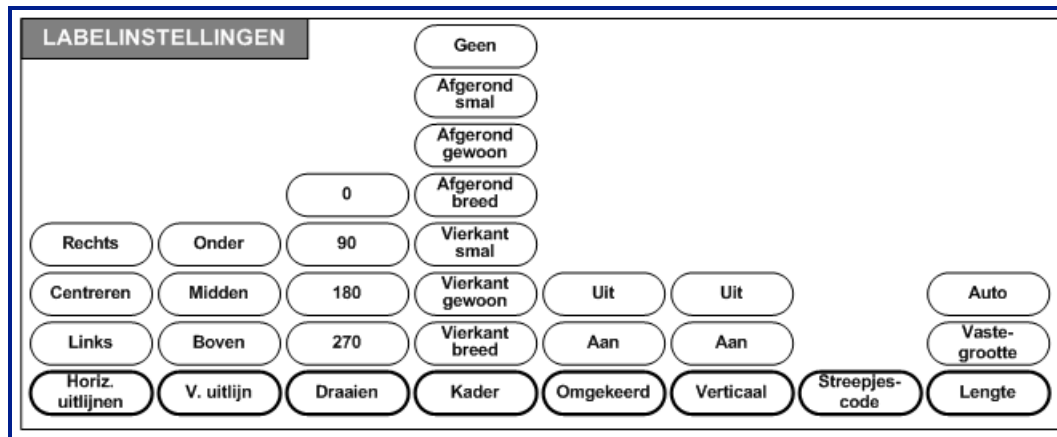 LABELINSTELLINGEN
Geen
Afgerond
smal
Afgerond
gewoon
0
Afgerond
breed
Rechts
Onder
90
Vierkant
smal
Centreren
Midden
180
Vierkant
gewoon
Uit
Uit
Auto
Links
Boven
270
Vierkant
breed
Aan
Aan
Vaste-
grootte
Horiz.
uitlijnen
V. uitlijn
Draaien
Kader
Omgekeerd
Verticaal
Streepjes-
code
Lengte